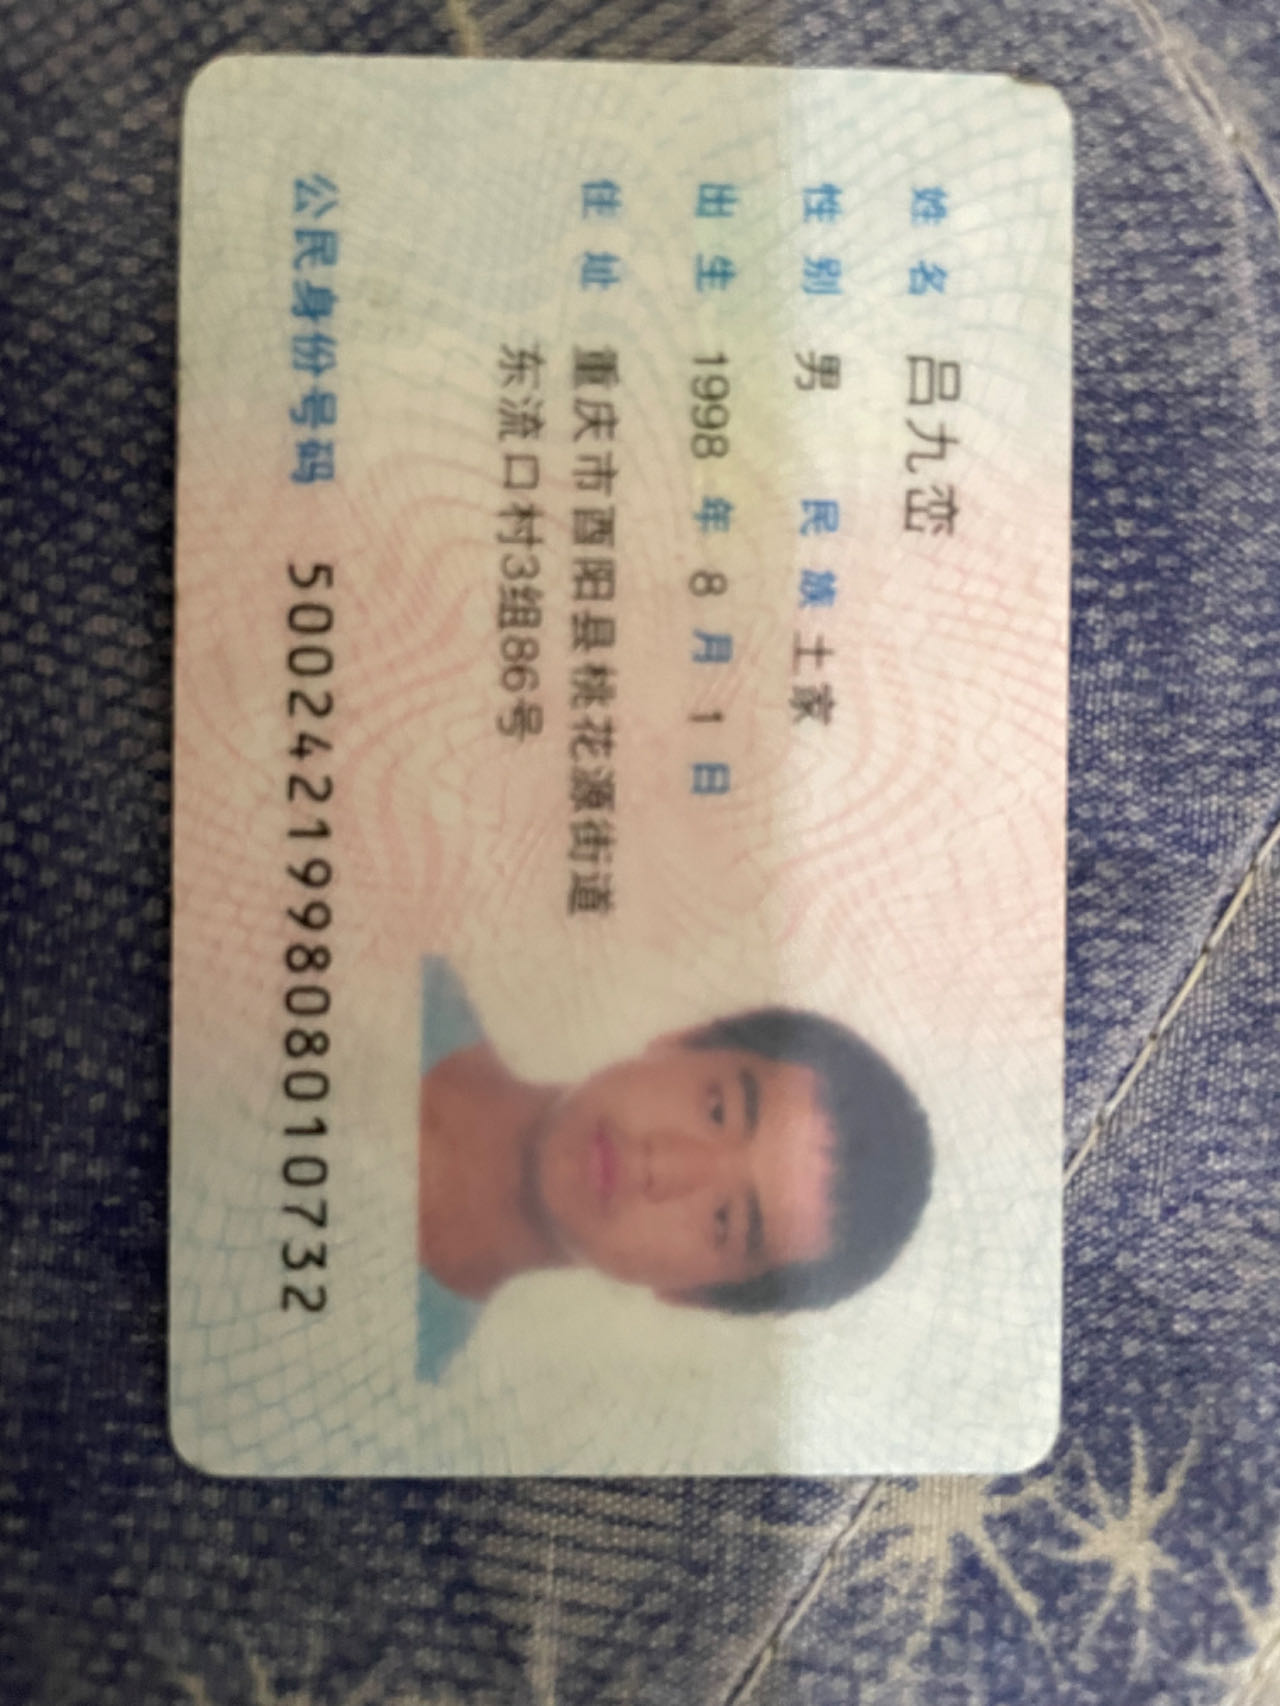 姓名 吕九峦
性别 男 民族 土家
出生 1998 年 8 月 1 日
住址 重庆市酉阳县桃花源街道
东流口村3组86号
公民身份号码 500242199808010732